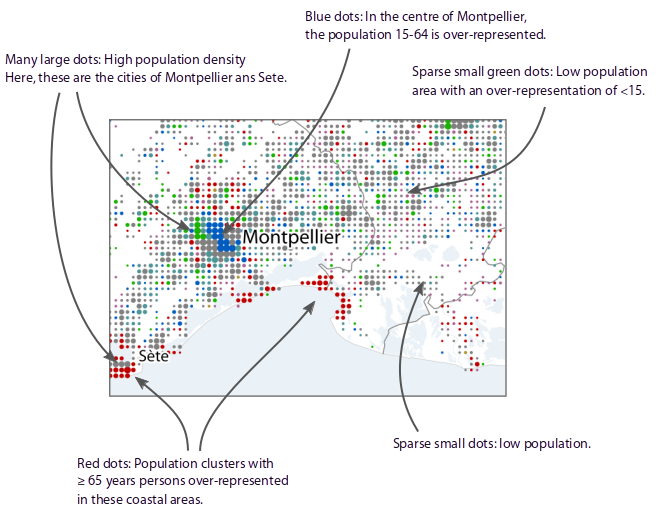 Blue dots: In the centre of Montpellier,
the population 15-64 is over-represented.
Many large dots: High population density
Here, these are the cities of Montpellier ans Sete.
Sparse small green dots: Low population
area with an over-representation of <15.
Montpellier
Sète
Sparse small dots: low population.
Red dots: Population clusters with
≥ 65 years persons over-represented
in these coastal areas.